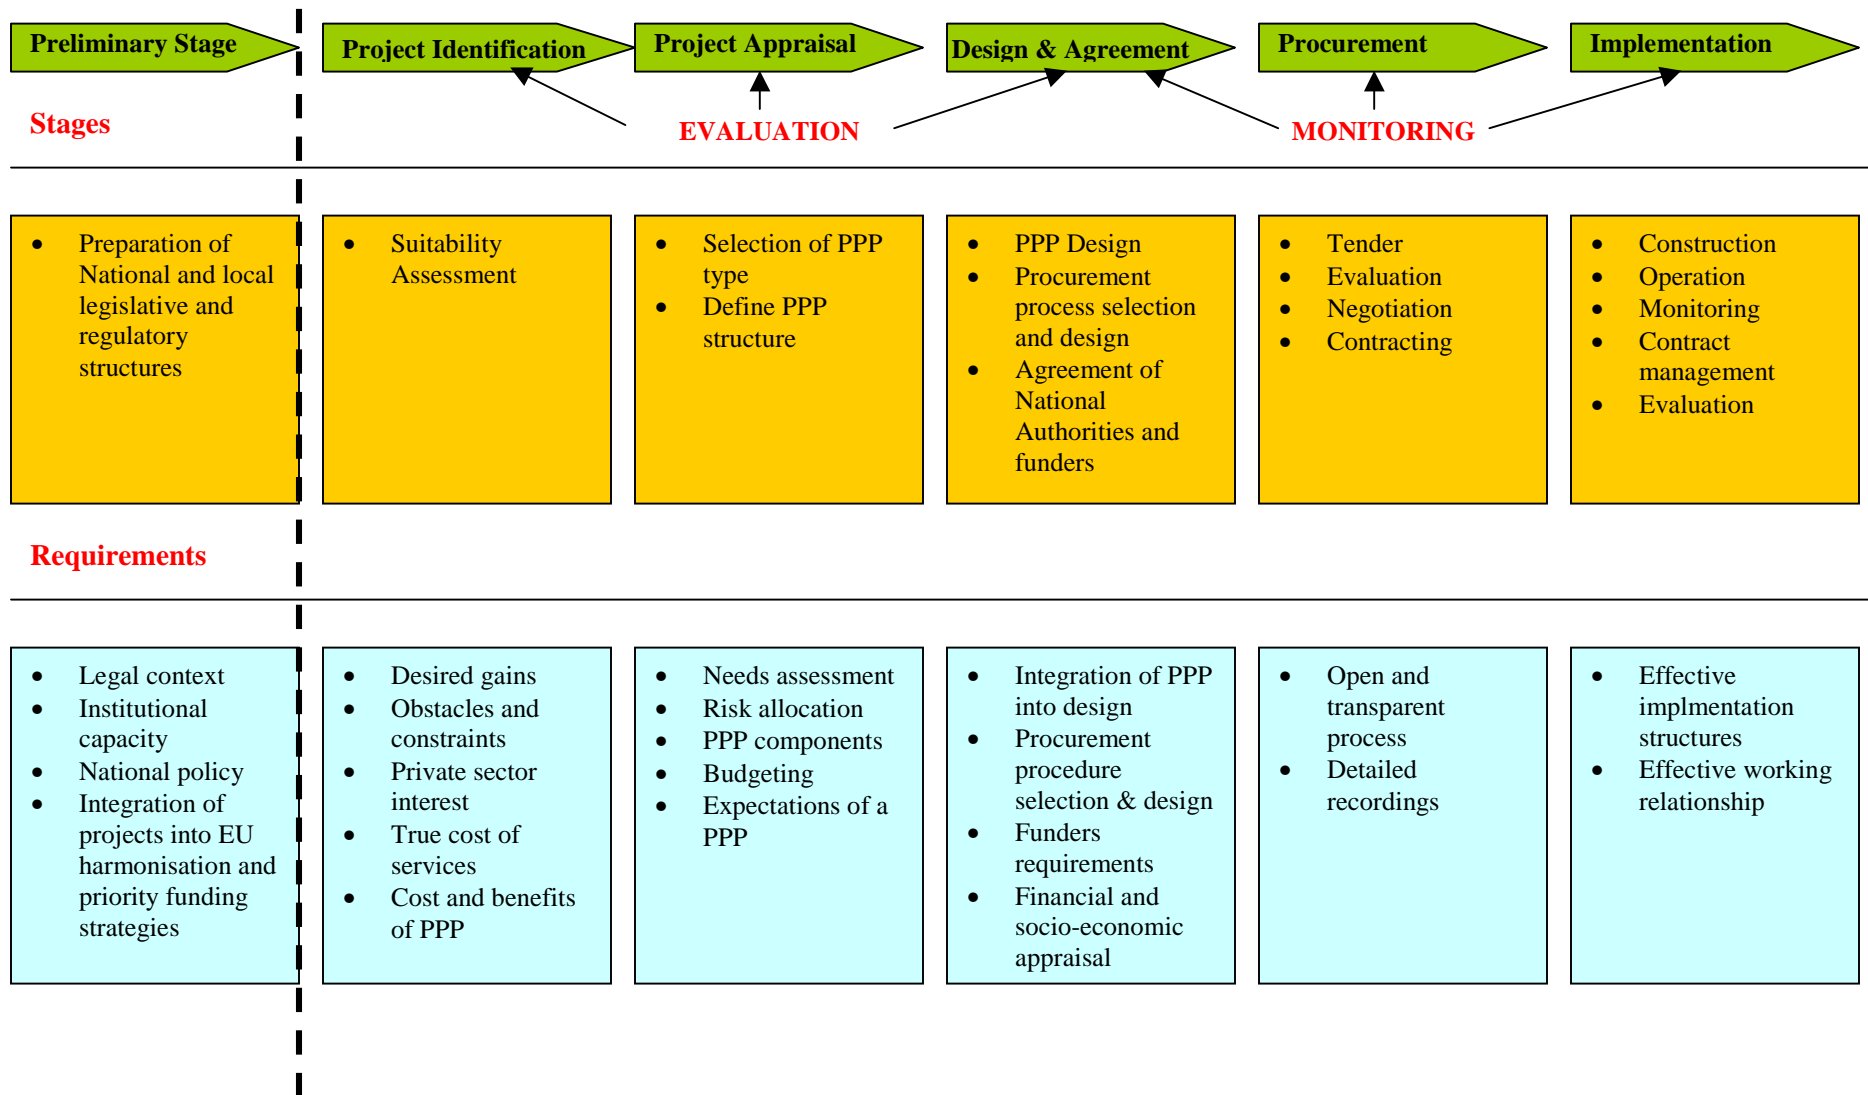 Preliminary Stage
Project Identification
Project Appraisal
Design & Agreement
Procurement
Implementation
Stages
EVALUATION
MONITORING
• Preparation of
National and local
legislative and
regulatory
structures
• Suitability
Assessment
• Selection of PPP
type
• Define PPP
structure
• PPP Design
• Procurement
process selection
and design
• Agreement of
National
Authorities and
funders
• Tender
• Evaluation
• Negotiation
• Contracting
• Construction
• Operation
• Monitoring
• Contract
management
• Evaluation
Requirements
• Legal context
• Institutional
capacity
• National policy
• Integration of
projects into EU
harmonisation and
priority funding
strategies
• Desired gains
• Obstacles and
constraints
• Private sector
interest
• True cost of
services
• Cost and benefits
of PPP
• Needs assessment
• Risk allocation
• PPP components
• Budgeting
• Expectations of a
PPP
• Integration of PPP
into design
• Procurement
procedure
selection & design
• Funders
requirements
• Financial and
socio-economic
appraisal
• Open and
transparent
process
• Detailed
recordings
• Effective
implmentation
structures
• Effective working
relationship